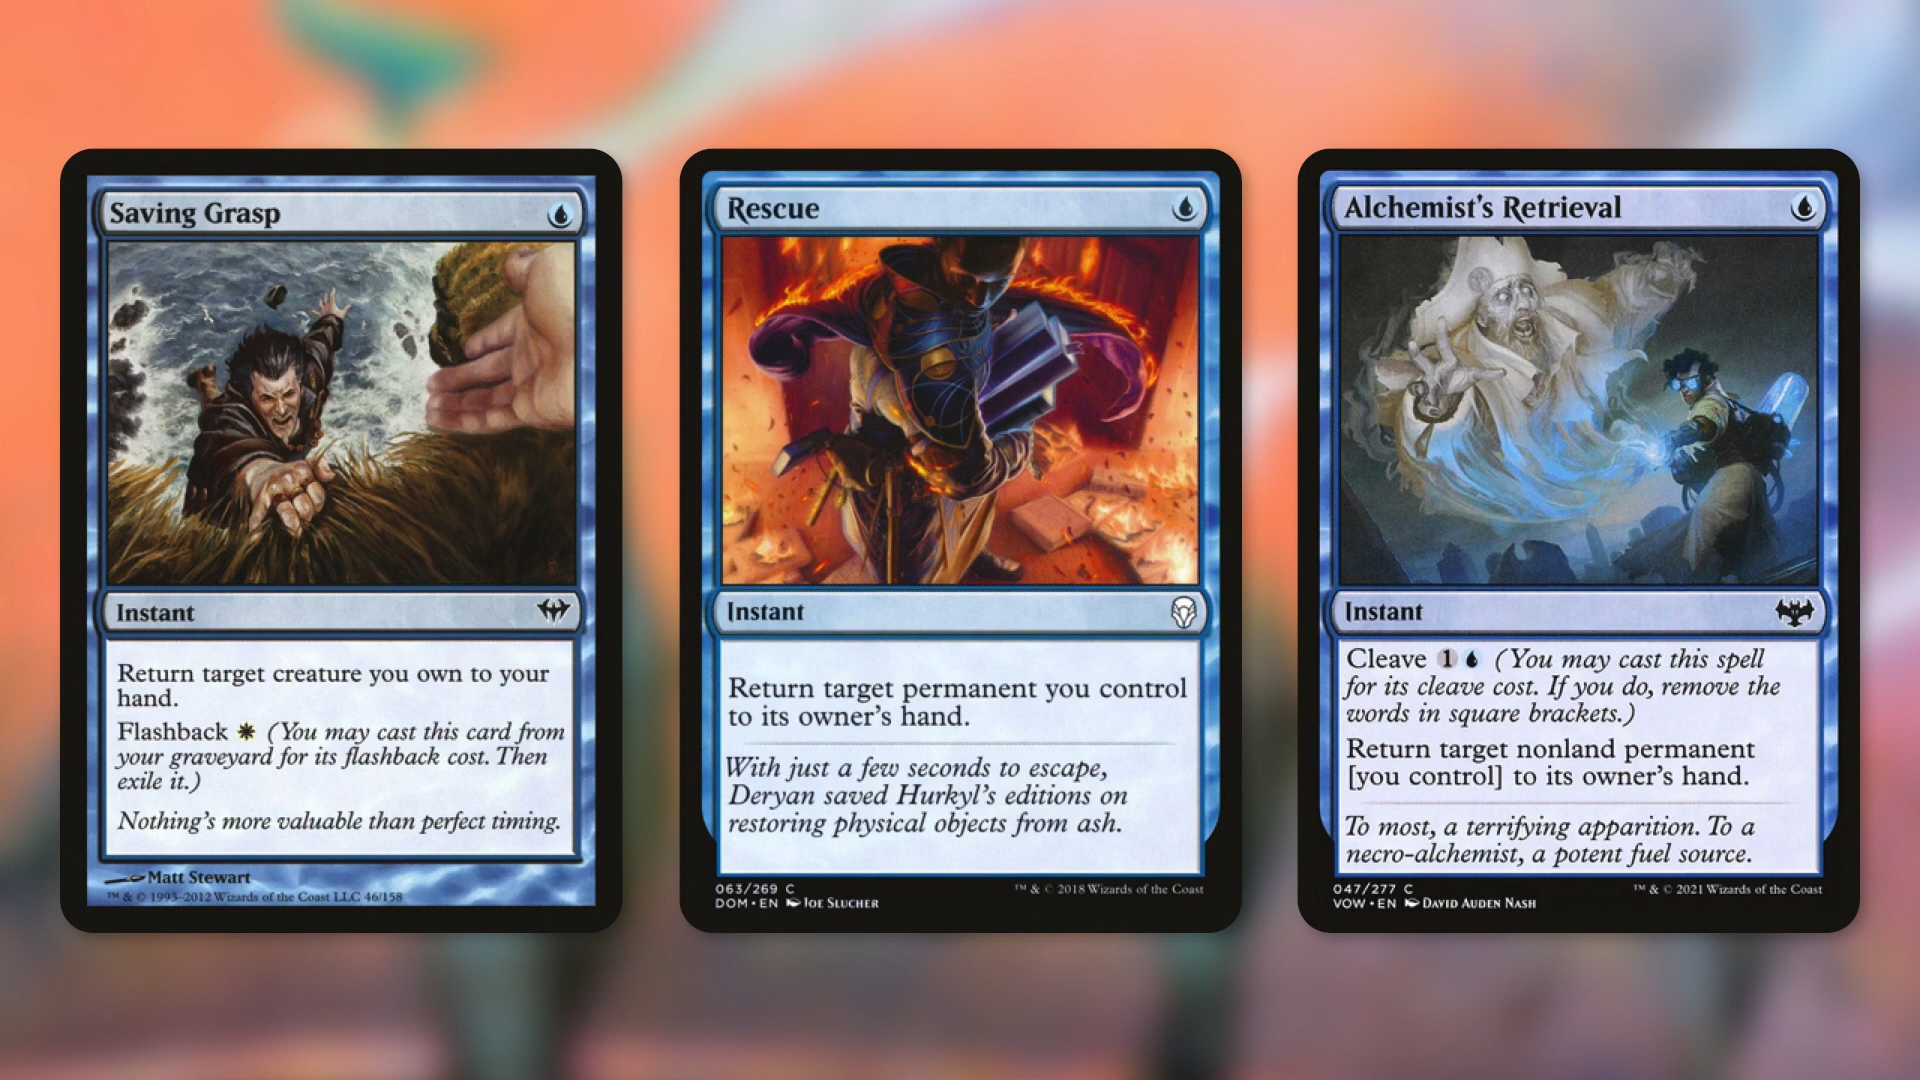 Saving Grasp
Instant
Return target creature you own to your
hand.
Flashback (You may cast this card from
your graveyard for its flashback cost. Then
exile it.)
Nothing's more valuable than perfect timing.
Matt Stewart
™ & © 1993–2012 Wizards of the Coast LLC 46/158
Rescue
Instant
Return target permanent you control
to its owner's hand.
With just a few seconds to escape,
Deryan saved Hurkyl's editions on
restoring physical objects from ash.
063/269 C
DOM • EN Joe Slucher
™ & © 2018 Wizards of the Coast
Alchemist's Retrieval
Instant
Cleave 1 (You may cast this spell
for its cleave cost. If you do, remove the
words in square brackets.)
Return target nonland permanent
[you control] to its owner's hand.
To most, a terrifying apparition. To a
necro-alchemist, a potent fuel source.
047/277 C
VOW • EN David Auden Nash
™ & © 2021 Wizards of the Coast